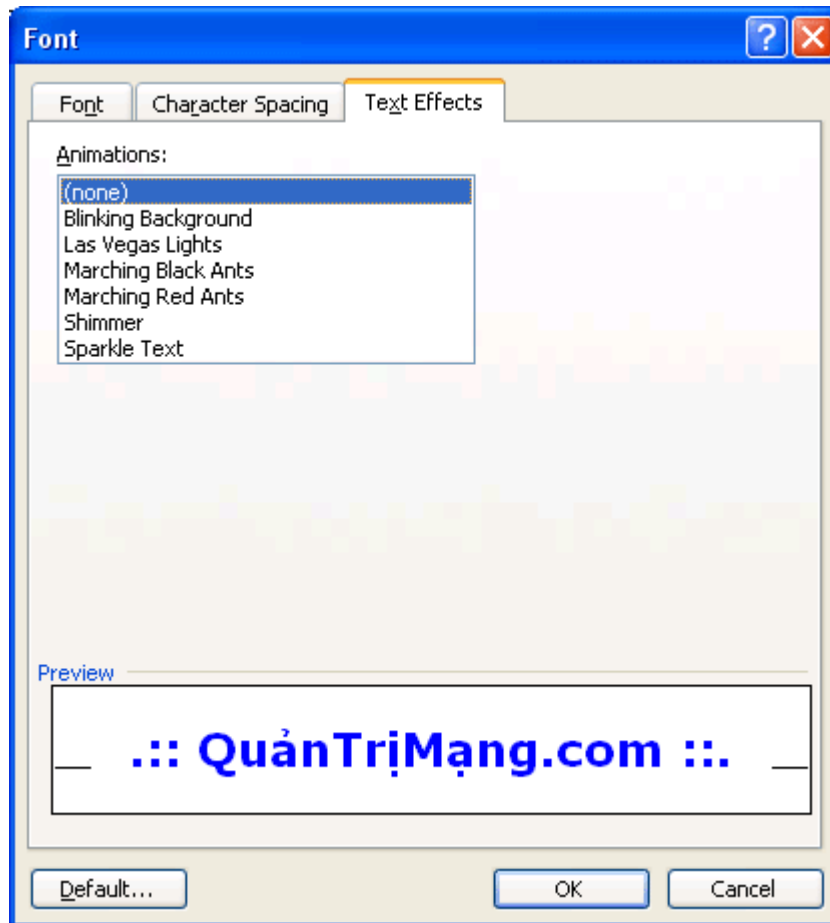 Font
Font Character Spacing Text Effects
Animations:
(none)
Blinking Background
Las Vegas Lights
Marching Black Ants
Marching Red Ants
Shimmer
Sparkle Text
Preview
.:: QuảnTrịMạng.com ::.
Default... OK Cancel